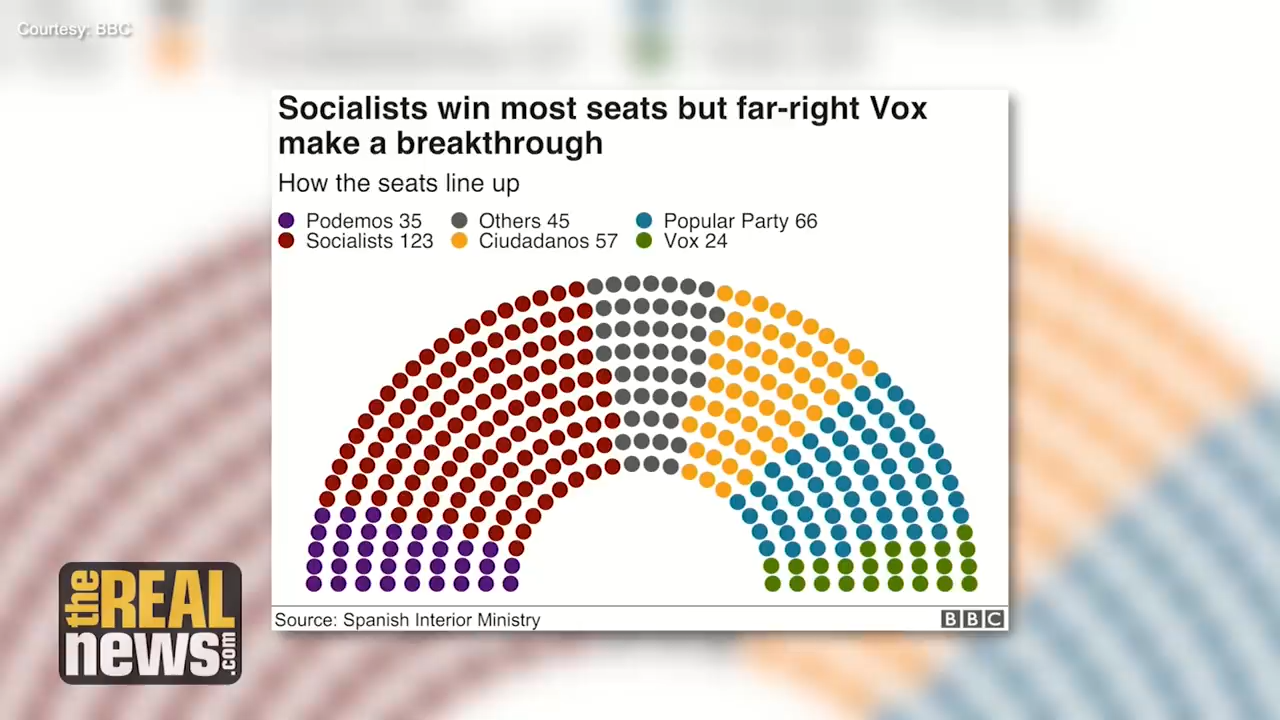 Courtesy: BBC
Socialists win most seats but far-right Vox
make a breakthrough
How the seats line up
Podemos 35 Others 45 Popular Party 66
Socialists 123 Ciudadanos 57 Vox 24
Source: Spanish Interior Ministry BBC
the REAL
news.com